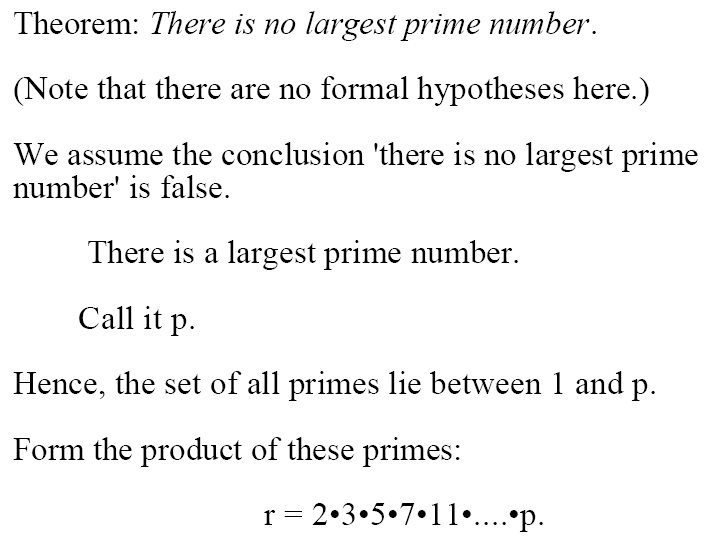 Theorem: There is no largest prime number.
(Note that there are no formal hypotheses here.)
We assume the conclusion 'there is no largest prime
number' is false.
There is a largest prime number.
Call it p.
Hence, the set of all primes lie between 1 and p.
Form the product of these primes:
r = 2•3•5•7•11•....•p.